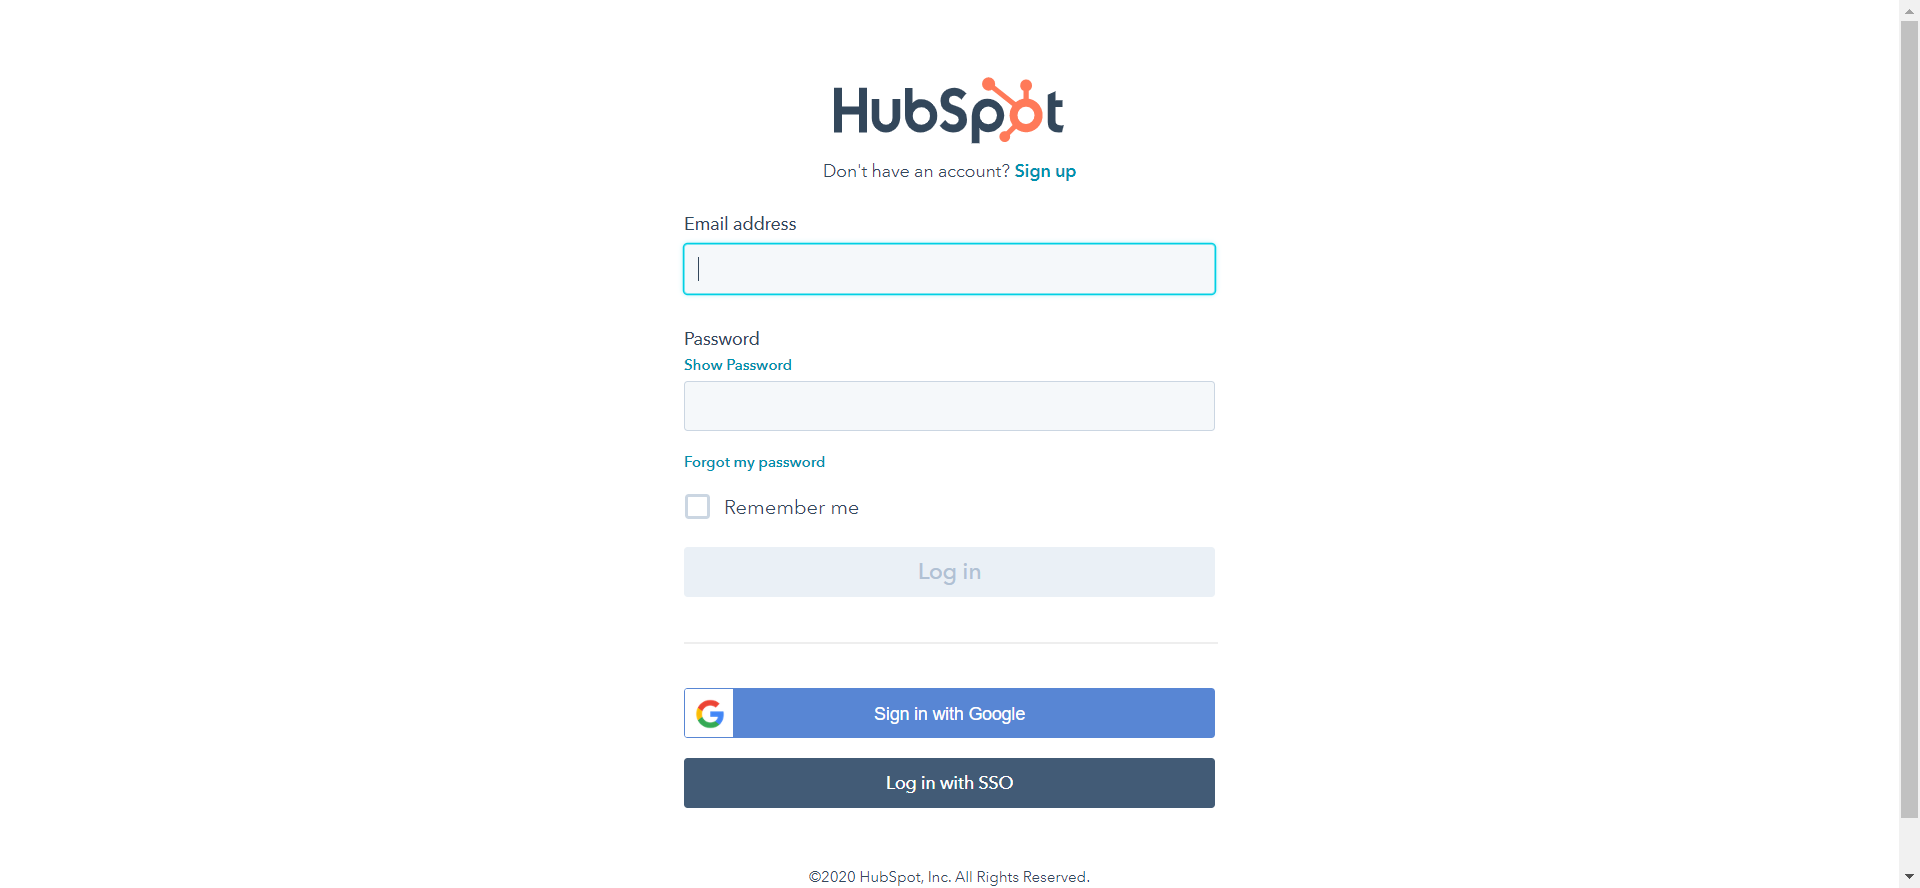 HubSpot
Don't have an account? Sign up
Email address
Password
Show Password
Forgot my password
Remember me
Log in
Sign in with Google
Log in with SSO
©2020 HubSpot, Inc. All Rights Reserved.